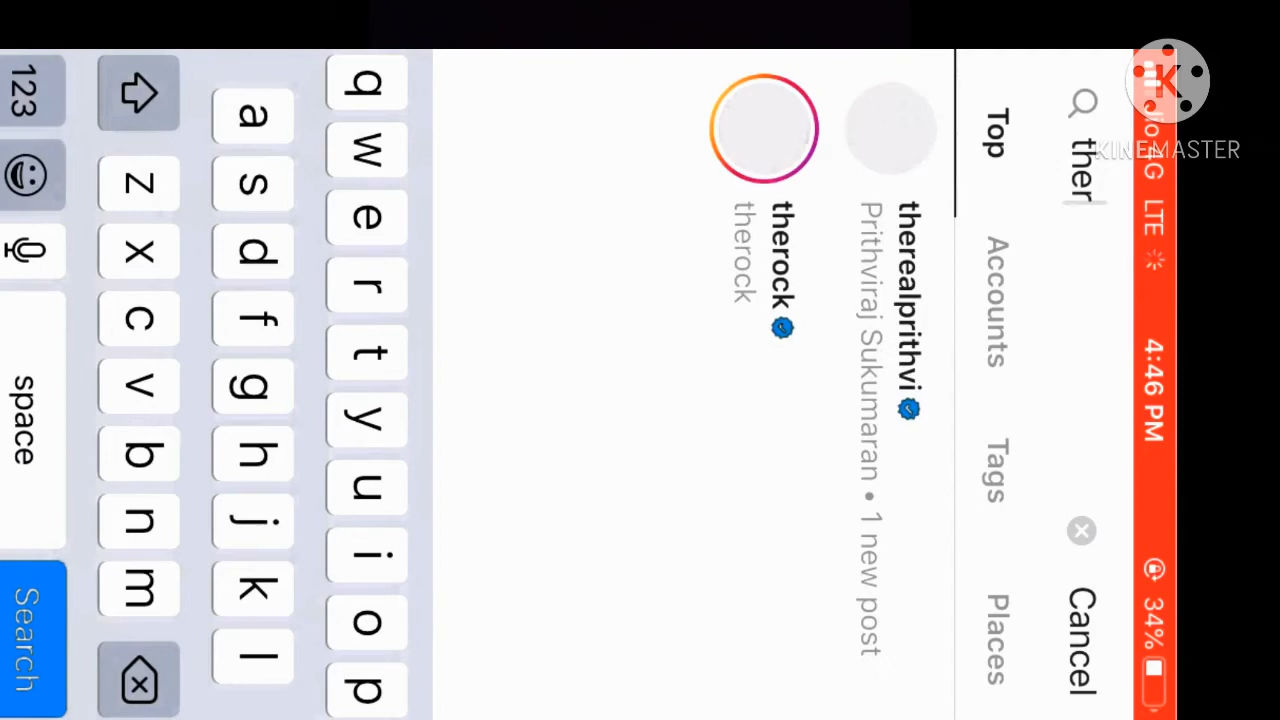 Jio 4G LTE 4:46 PM 34%
KINEMASTER
ther Cancel
Top Accounts Tags Places
therealprithvi
Prithviraj Sukumaran • 1 new post
therock
therock
q w e r t y u i o p
a s d f g h j k l
z x c v b n m
123 space Search